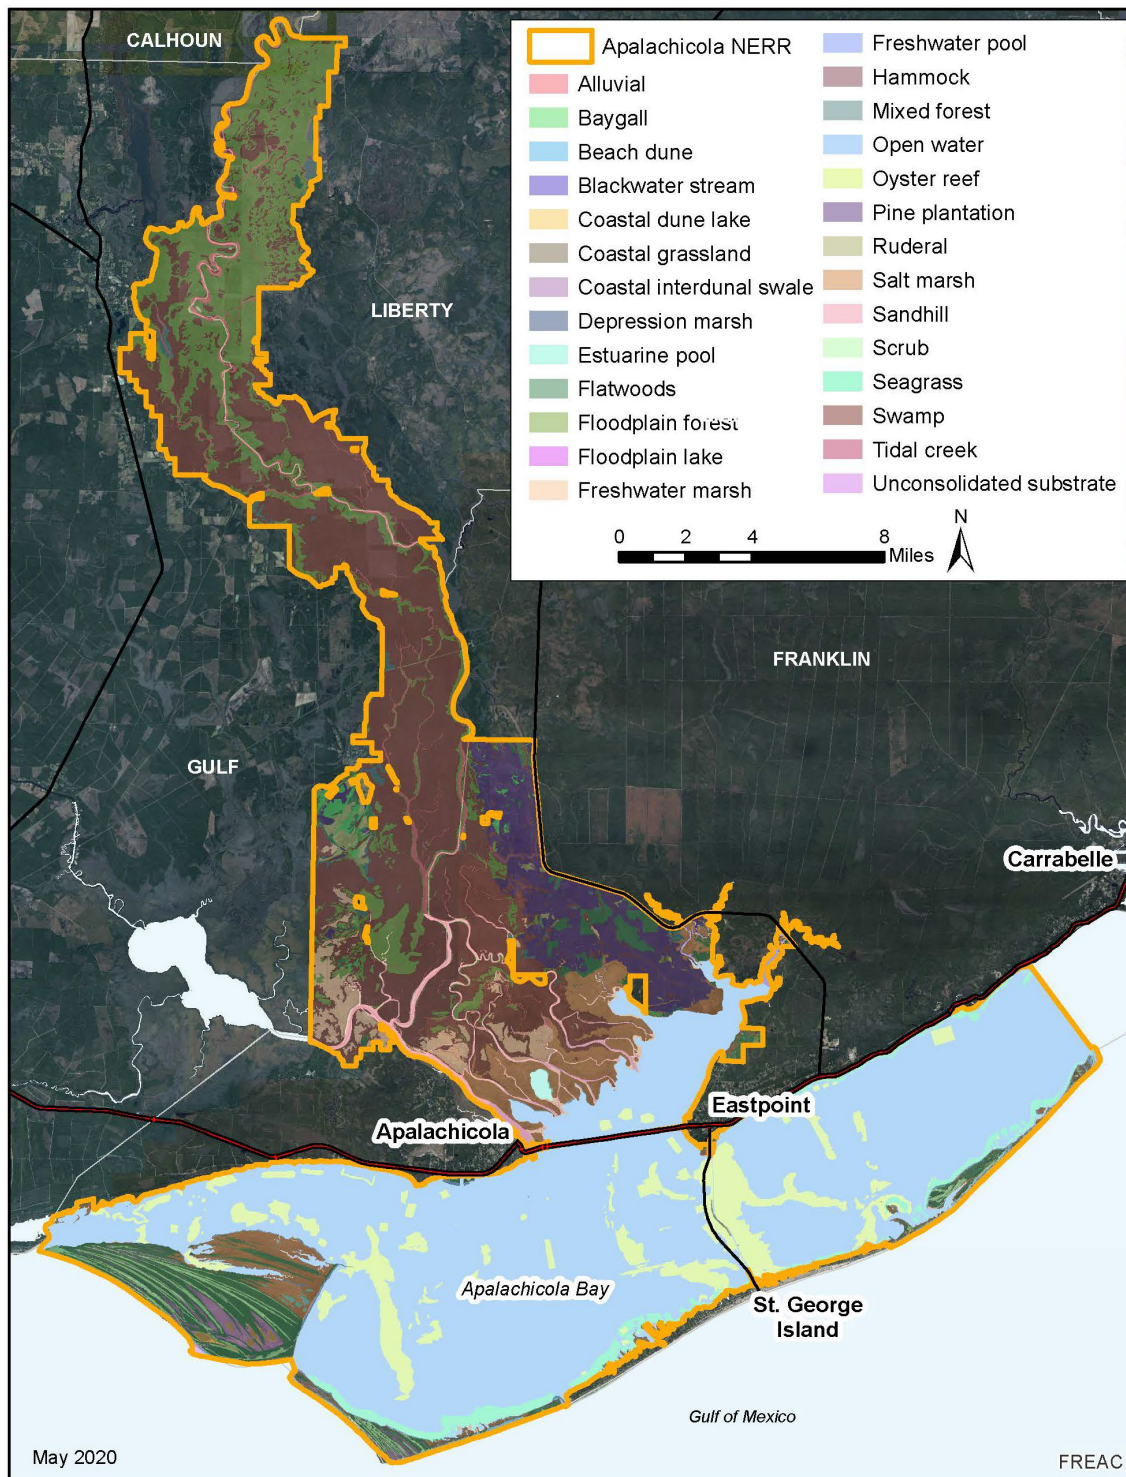 CALHOUN
LIBERTY
FRANKLIN
GULF
Apalachicola NERR
Alluvial
Baygall
Beach dune
Blackwater stream
Coastal dune lake
Coastal grassland
Coastal interdunal swale
Depression marsh
Estuarine pool
Flatwoods
Floodplain forest
Floodplain lake
Freshwater marsh
Freshwater pool
Hammock
Mixed forest
Open water
Oyster reef
Pine plantation
Ruderal
Salt marsh
Sandhill
Scrub
Seagrass
Swamp
Tidal creek
Unconsolidated substrate
0 2 4 8
Miles
N
Carrabelle
Eastpoint
Apalachicola
Apalachicola Bay
St. George
Island
Gulf of Mexico
May 2020
FREAC